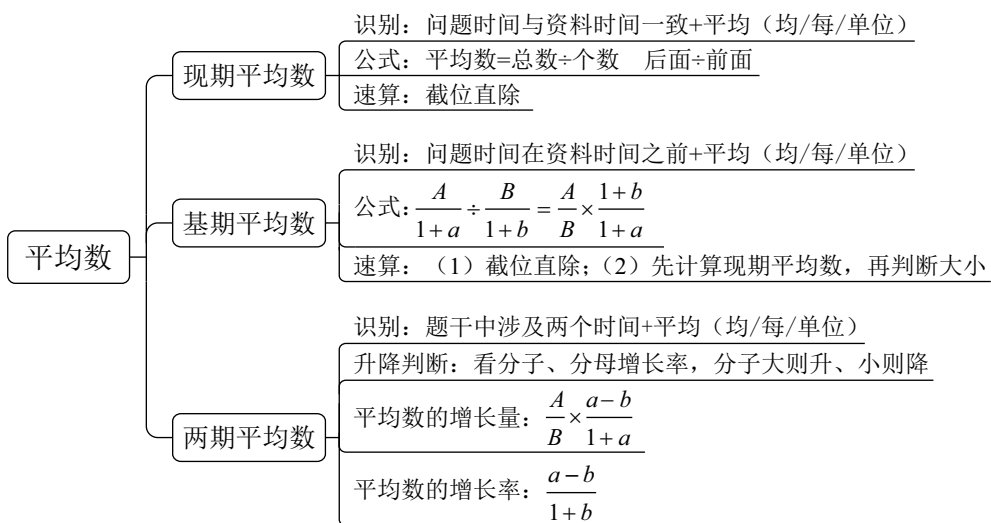 平均数
现期平均数
识别：问题时间与资料时间一致+平均（均/每/单位）
公式：平均数=总数÷个数　后面÷前面
速算：截位直除
基期平均数
识别：问题时间在资料时间之前+平均（均/每/单位）
公式：A/(1+a)÷B/(1+b)=A/B×(1+b)/(1+a)
速算：（1）截位直除；（2）先计算现期平均数，再判断大小
两期平均数
识别：题干中涉及两个时间+平均（均/每/单位）
升降判断：看分子、分母增长率，分子大则升、小则降
平均数的增长量：A/B×(a−b)/(1+a)
平均数的增长率：(a−b)/(1+b)